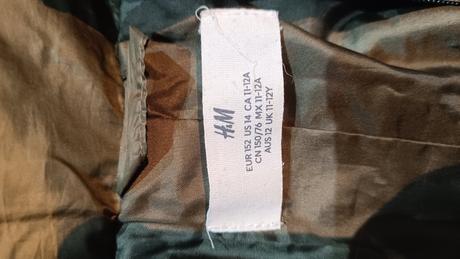 H&M
EUR 152 US 14 CA 11-12A
CN 150/76 MX 11-12A
AUS 12 UK 11-12Y